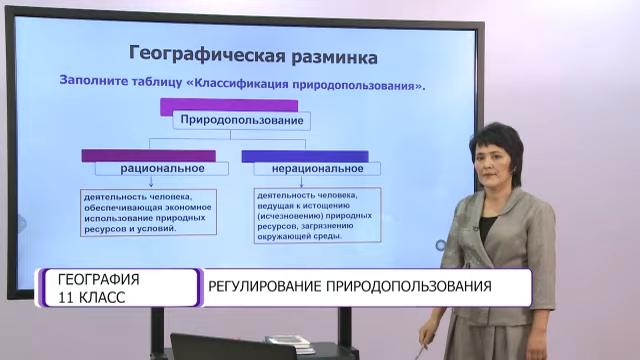 Географическая разминка
Заполните таблицу «Классификация природопользования».
Природопользование
рациональное
нерациональное
деятельность человека,
обеспечивающая экономное
использование природных
ресурсов и условий.
деятельность человека,
ведущая к истощению
(исчезновению) природных
ресурсов, загрязнению
окружающей среды.
ГЕОГРАФИЯ
11 КЛАСС
РЕГУЛИРОВАНИЕ ПРИРОДОПОЛЬЗОВАНИЯ